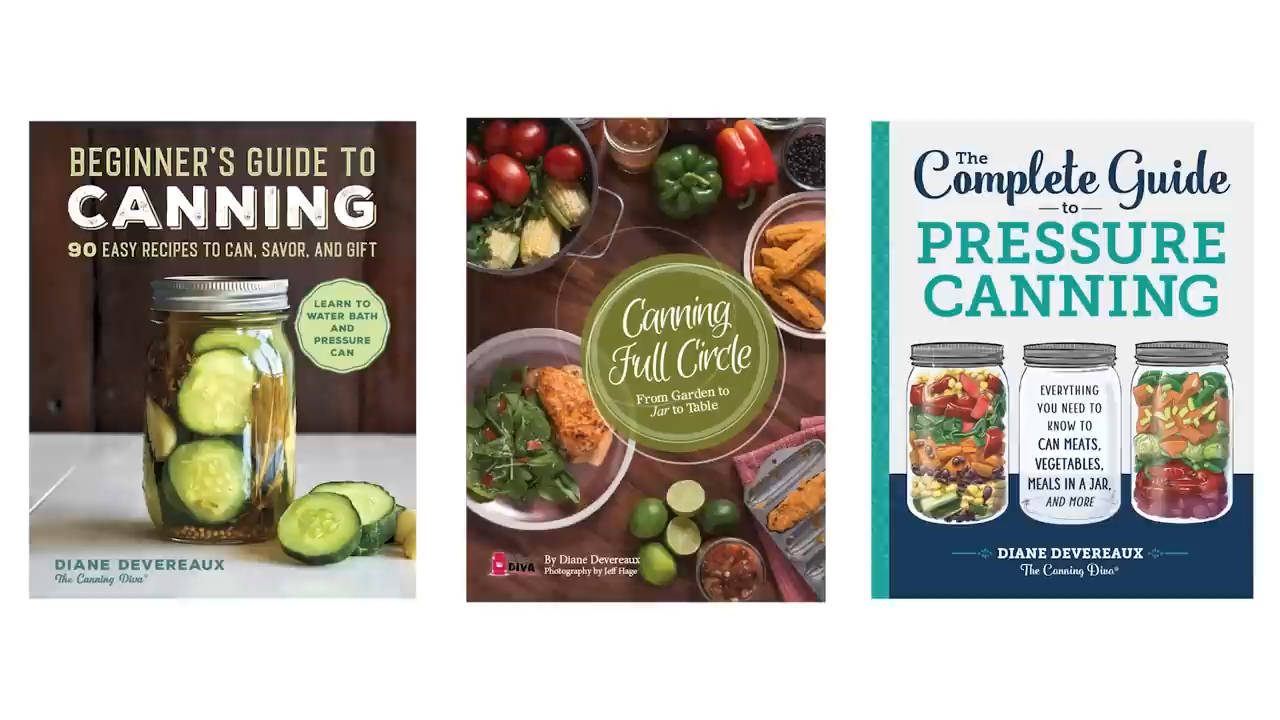 BEGINNER'S GUIDE TO
CANNING
90 EASY RECIPES TO CAN, SAVOR, AND GIFT
LEARN TO
WATER BATH
AND
PRESSURE
CAN
DIANE DEVEREAUX
The Canning Diva®
Canning
Full Circle
From Garden to
Jar to Table
DIVA
By Diane Devereaux
Photography by Jeff Hage
The
Complete Guide
to
PRESSURE
CANNING
EVERYTHING
YOU NEED TO
KNOW TO
CAN MEATS,
VEGETABLES,
MEALS IN A JAR,
AND MORE
DIANE DEVEREAUX
The Canning Diva®